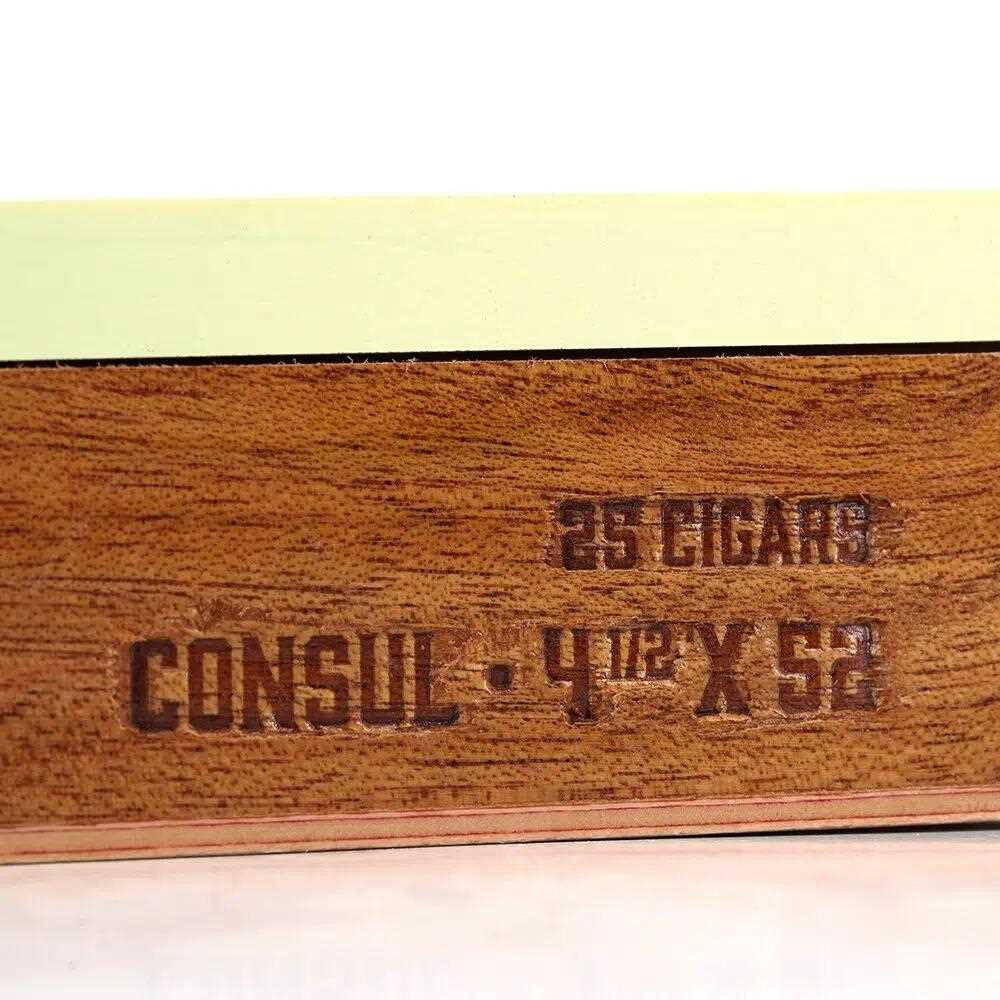 25 CIGARS
CONSUL · 4 1/2 X 52